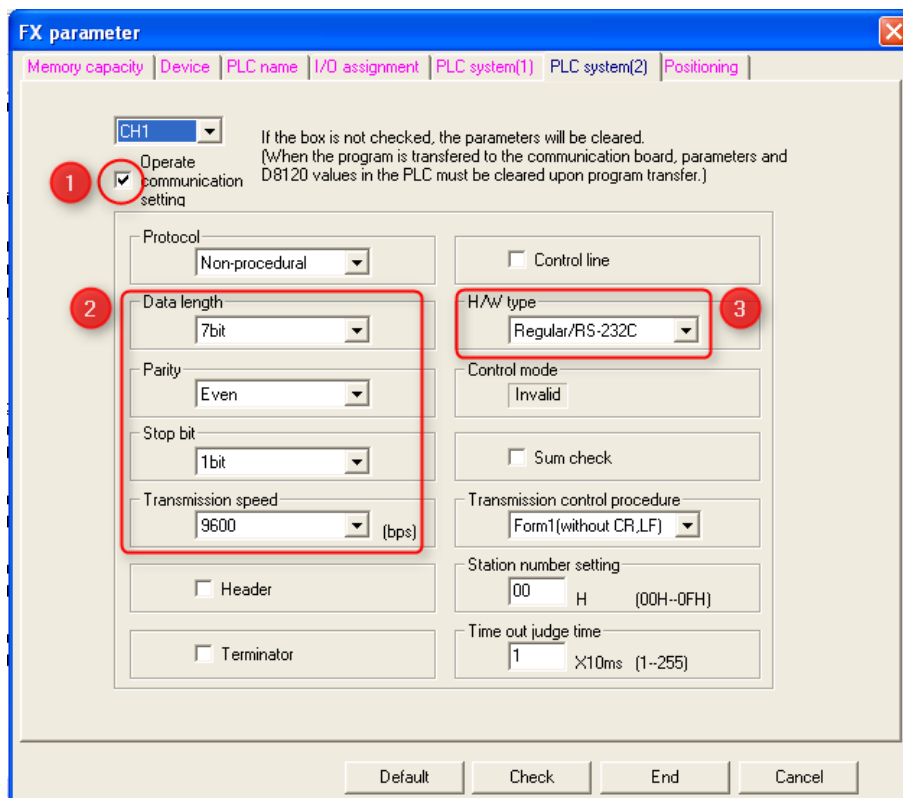 FX parameter
Memory capacity Device PLC name I/O assignment PLC system(1) PLC system(2) Positioning
CH1
If the box is not checked, the parameters will be cleared.
(When the program is transfered to the communication board, parameters and
D8120 values in the PLC must be cleared upon program transfer.)
1
Operate
communication
setting
Protocol
Non-procedural
Control line
2
Data length
7bit
H/W type
Regular/RS-232C
3
Parity
Even
Control mode
Invalid
Stop bit
1bit
Sum check
Transmission speed
9600
(bps)
Transmission control procedure
Form1(without CR,LF)
Header
Station number setting
00 H (00H--0FH)
Terminator
Time out judge time
1 X10ms (1--255)
Default Check End Cancel